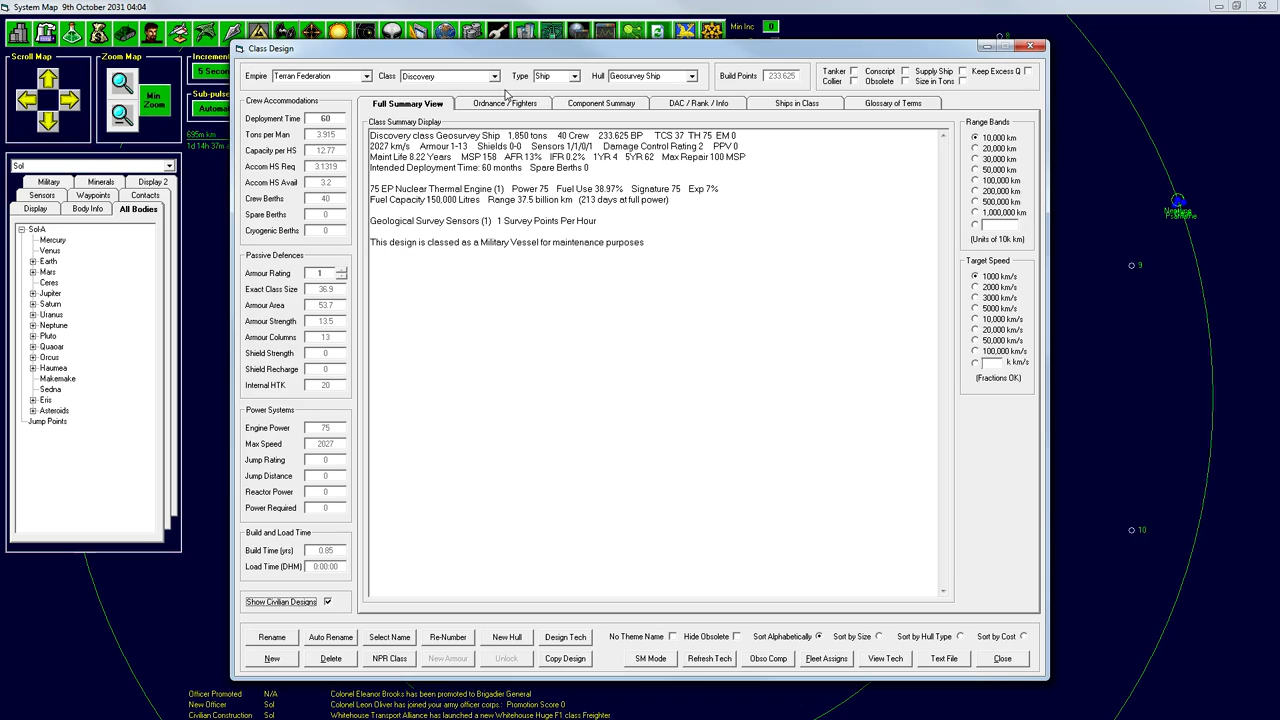 System Map   9th October 2031 04:04
Min Inc 0
Scroll Map
Zoom Map
Min Zoom
Increment
5 Secon
Sub-pulse
Automat
695m km
1d 14h 37m
Sol
Military Minerals Display 2
Sensors Waypoints Contacts
Display Body Info All Bodies
Sol-A
Mercury
Venus
Earth
Mars
Ceres
Jupiter
Saturn
Uranus
Neptune
Pluto
Quaoar
Orcus
Haumea
Makemake
Sedna
Eris
Asteroids
Jump Points
Class Design
Empire Terran Federation Class Discovery Type Ship Hull Geosurvey Ship Build Points 233.625
Tanker Conscript Supply Ship Keep Excess Q
Collier Obsolete Size in Tons
Crew Accommodations
Deployment Time 60
Tons per Man 3.915
Capacity per HS 12.77
Accom HS Req 3.1319
Accom HS Avail 3.2
Crew Berths 40
Spare Berths 0
Cryogenic Berths 0
Passive Defences
Armour Rating 1
Exact Class Size 36.9
Armour Area 53.7
Armour Strength 13.5
Armour Columns 13
Shield Strength 0
Shield Recharge 0
Internal HTK 20
Power Systems
Engine Power 75
Max Speed 2027
Jump Rating 0
Jump Distance 0
Reactor Power 0
Power Required 0
Build and Load Time
Build Time (yrs) 0.85
Load Time (DHM) 0:00:00
Show Civilian Designs
Full Summary View Ordnance / Fighters Component Summary DAC / Rank / Info Ships in Class Glossary of Terms
Class Summary Display
Discovery class Geosurvey Ship    1,850 tons    40 Crew    233.625 BP    TCS 37  TH 75  EM 0
2027 km/s    Armour 1-13    Shields 0-0    Sensors 1/1/0/1    Damage Control Rating 2    PPV 0
Maint Life 8.22 Years    MSP 158    AFR 13%    IFR 0.2%    1YR 4    5YR 62    Max Repair 100 MSP
Intended Deployment Time: 60 months    Spare Berths 0
75 EP Nuclear Thermal Engine (1)    Power 75    Fuel Use 38.97%    Signature 75    Exp 7%
Fuel Capacity 150,000 Litres    Range 37.5 billion km   (213 days at full power)
Geological Survey Sensors (1)   1 Survey Points Per Hour
This design is classed as a Military Vessel for maintenance purposes
Range Bands
10,000 km
20,000 km
30,000 km
50,000 km
100,000 km
200,000 km
500,000 km
1,000,000 km
(Units of 10k km)
Target Speed
1000 km/s
2000 km/s
3000 km/s
5000 km/s
10,000 km/s
20,000 km/s
50,000 km/s
100,000 km/s
k km/s
(Fractions OK)
Rename Auto Rename Select Name Re-Number New Hull Design Tech No Theme Name Hide Obsolete Sort Alphabetically Sort by Size Sort by Hull Type Sort by Cost
New Delete NPR Class New Armour Unlock Copy Design SM Mode Refresh Tech Obso Comp Fleet Assigns View Tech Text File Close
8
Neptune
9
10
Officer Promoted N/A Colonel Eleanor Brooks has been promoted to Brigadier General
New Officer Sol Colonel Leon Oliver has joined your army officer corps: Promotion Score 0
Civilian Construction Sol Whitehouse Transport Alliance has launched a new Whitehouse Huge F1 class Freighter